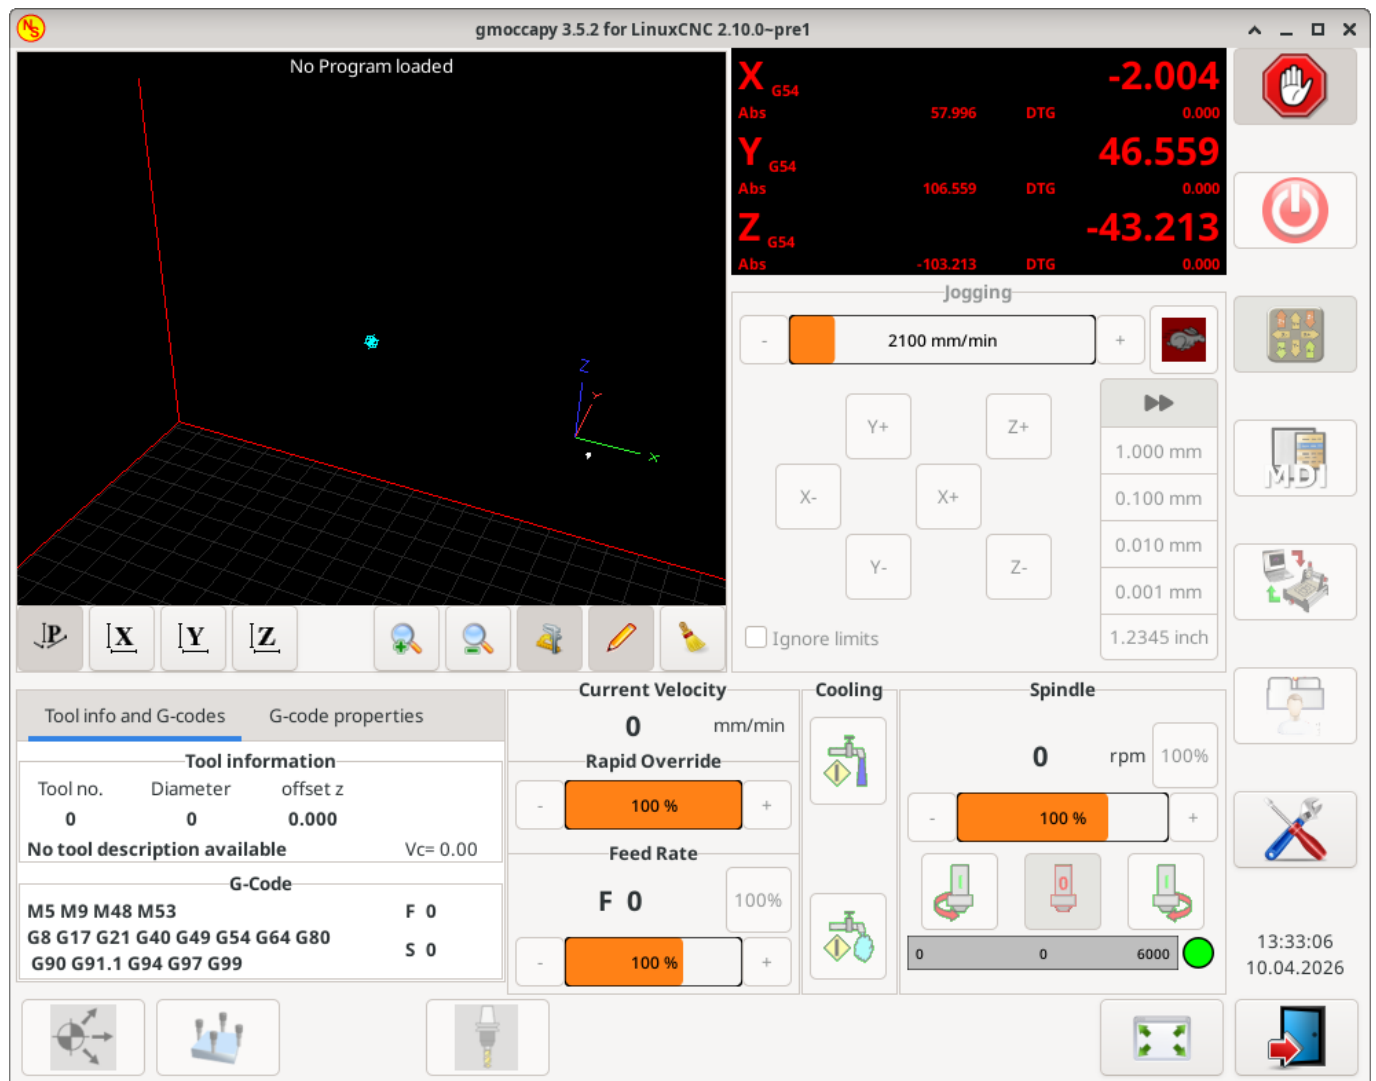 gmoccapy 3.5.2 for LinuxCNC 2.10.0~pre1
No Program loaded
Z
Y
X
X G54 -2.004
Abs 57.996 DTG 0.000
Y G54 46.559
Abs 106.559 DTG 0.000
Z G54 -43.213
Abs -103.213 DTG 0.000
Jogging
- 2100 mm/min +
Y+ Z+
X- X+
Y- Z-
1.000 mm
0.100 mm
0.010 mm
0.001 mm
1.2345 inch
Ignore limits
MDI
P X Y Z
Tool info and G-codes G-code properties
Tool information
Tool no. Diameter offset z
0 0 0.000
No tool description available Vc= 0.00
G-Code
M5 M9 M48 M53 F 0
G8 G17 G21 G40 G49 G54 G64 G80
S 0
G90 G91.1 G94 G97 G99
Current Velocity
0 mm/min
Rapid Override
- 100 % +
Feed Rate
F 0 100%
- 100 % +
Cooling
Spindle
0 rpm 100%
- 100 % +
I 0 I
0 0 6000
13:33:06
10.04.2026